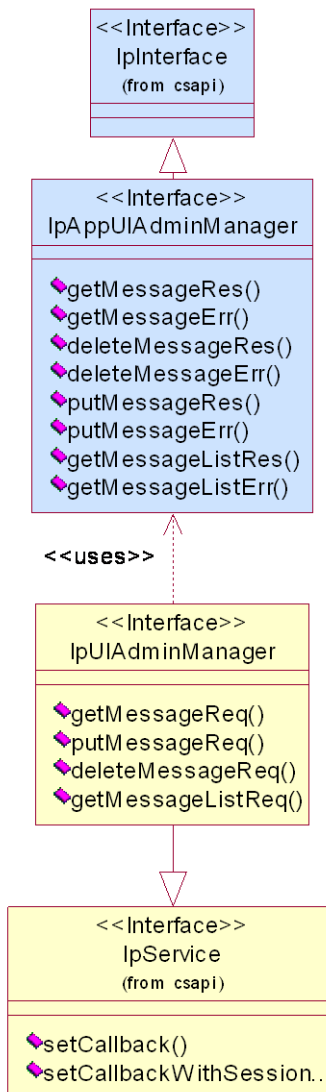 <<Interface>>
IpInterface
(from csapi)
<<Interface>>
IpAppUIAdminManager
getMessageRes()
getMessageErr()
deleteMessageRes()
deleteMessageErr()
putMessageRes()
putMessageErr()
getMessageListRes()
getMessageListErr()
<<uses>>
<<Interface>>
IpUIAdminManager
getMessageReq()
putMessageReq()
deleteMessageReq()
getMessageListReq()
<<Interface>>
IpService
(from csapi)
setCallback()
setCallbackWithSession..